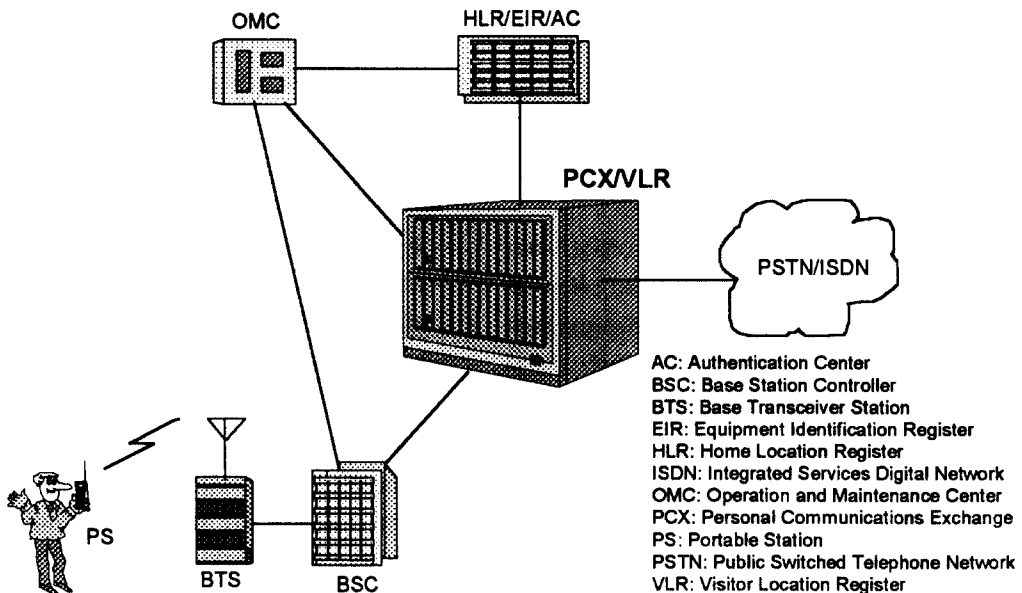 OMC
HLR/EIR/AC
PCX/VLR
PSTN/ISDN
PS
BTS
BSC
AC: Authentication Center
BSC: Base Station Controller
BTS: Base Transceiver Station
EIR: Equipment Identification Register
HLR: Home Location Register
ISDN: Integrated Services Digital Network
OMC: Operation and Maintenance Center
PCX: Personal Communications Exchange
PS: Portable Station
PSTN: Public Switched Telephone Network
VLR: Visitor Location Register